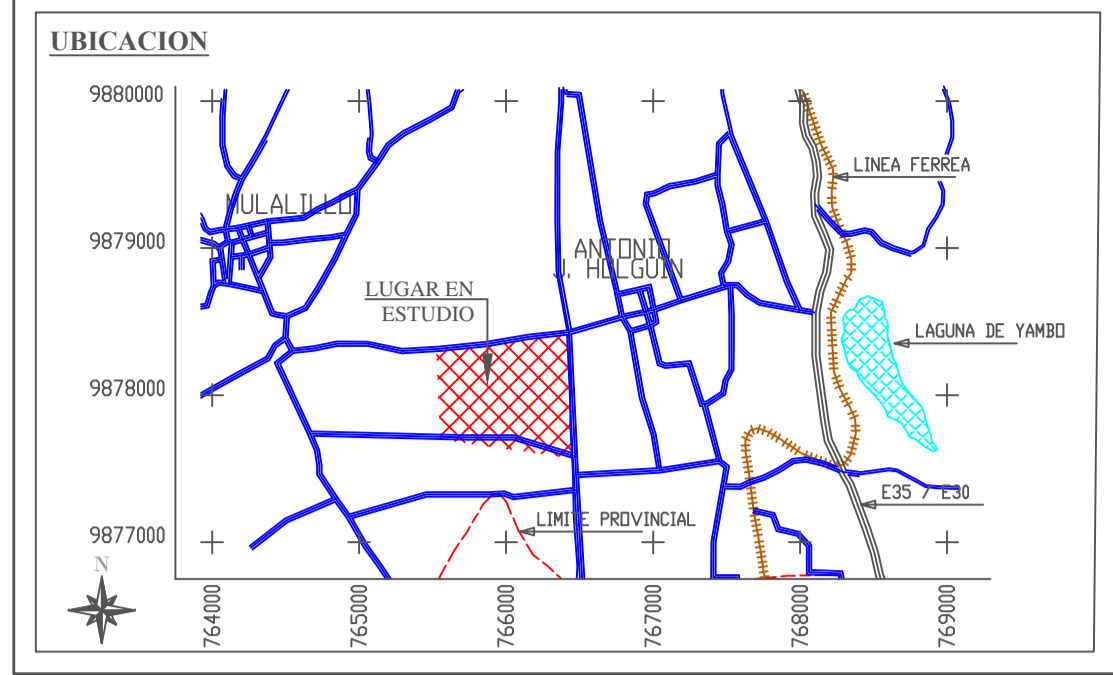 UBICACION
9880000
LINEA FERREA
MULALILLO
9879000
ANTONIO
J. HOLGUIN
LUGAR EN
ESTUDIO
LAGUNA DE YAMBO
9878000
E35 / E30
LIMITE PROVINCIAL
9877000
N
764000
765000
766000
767000
768000
769000